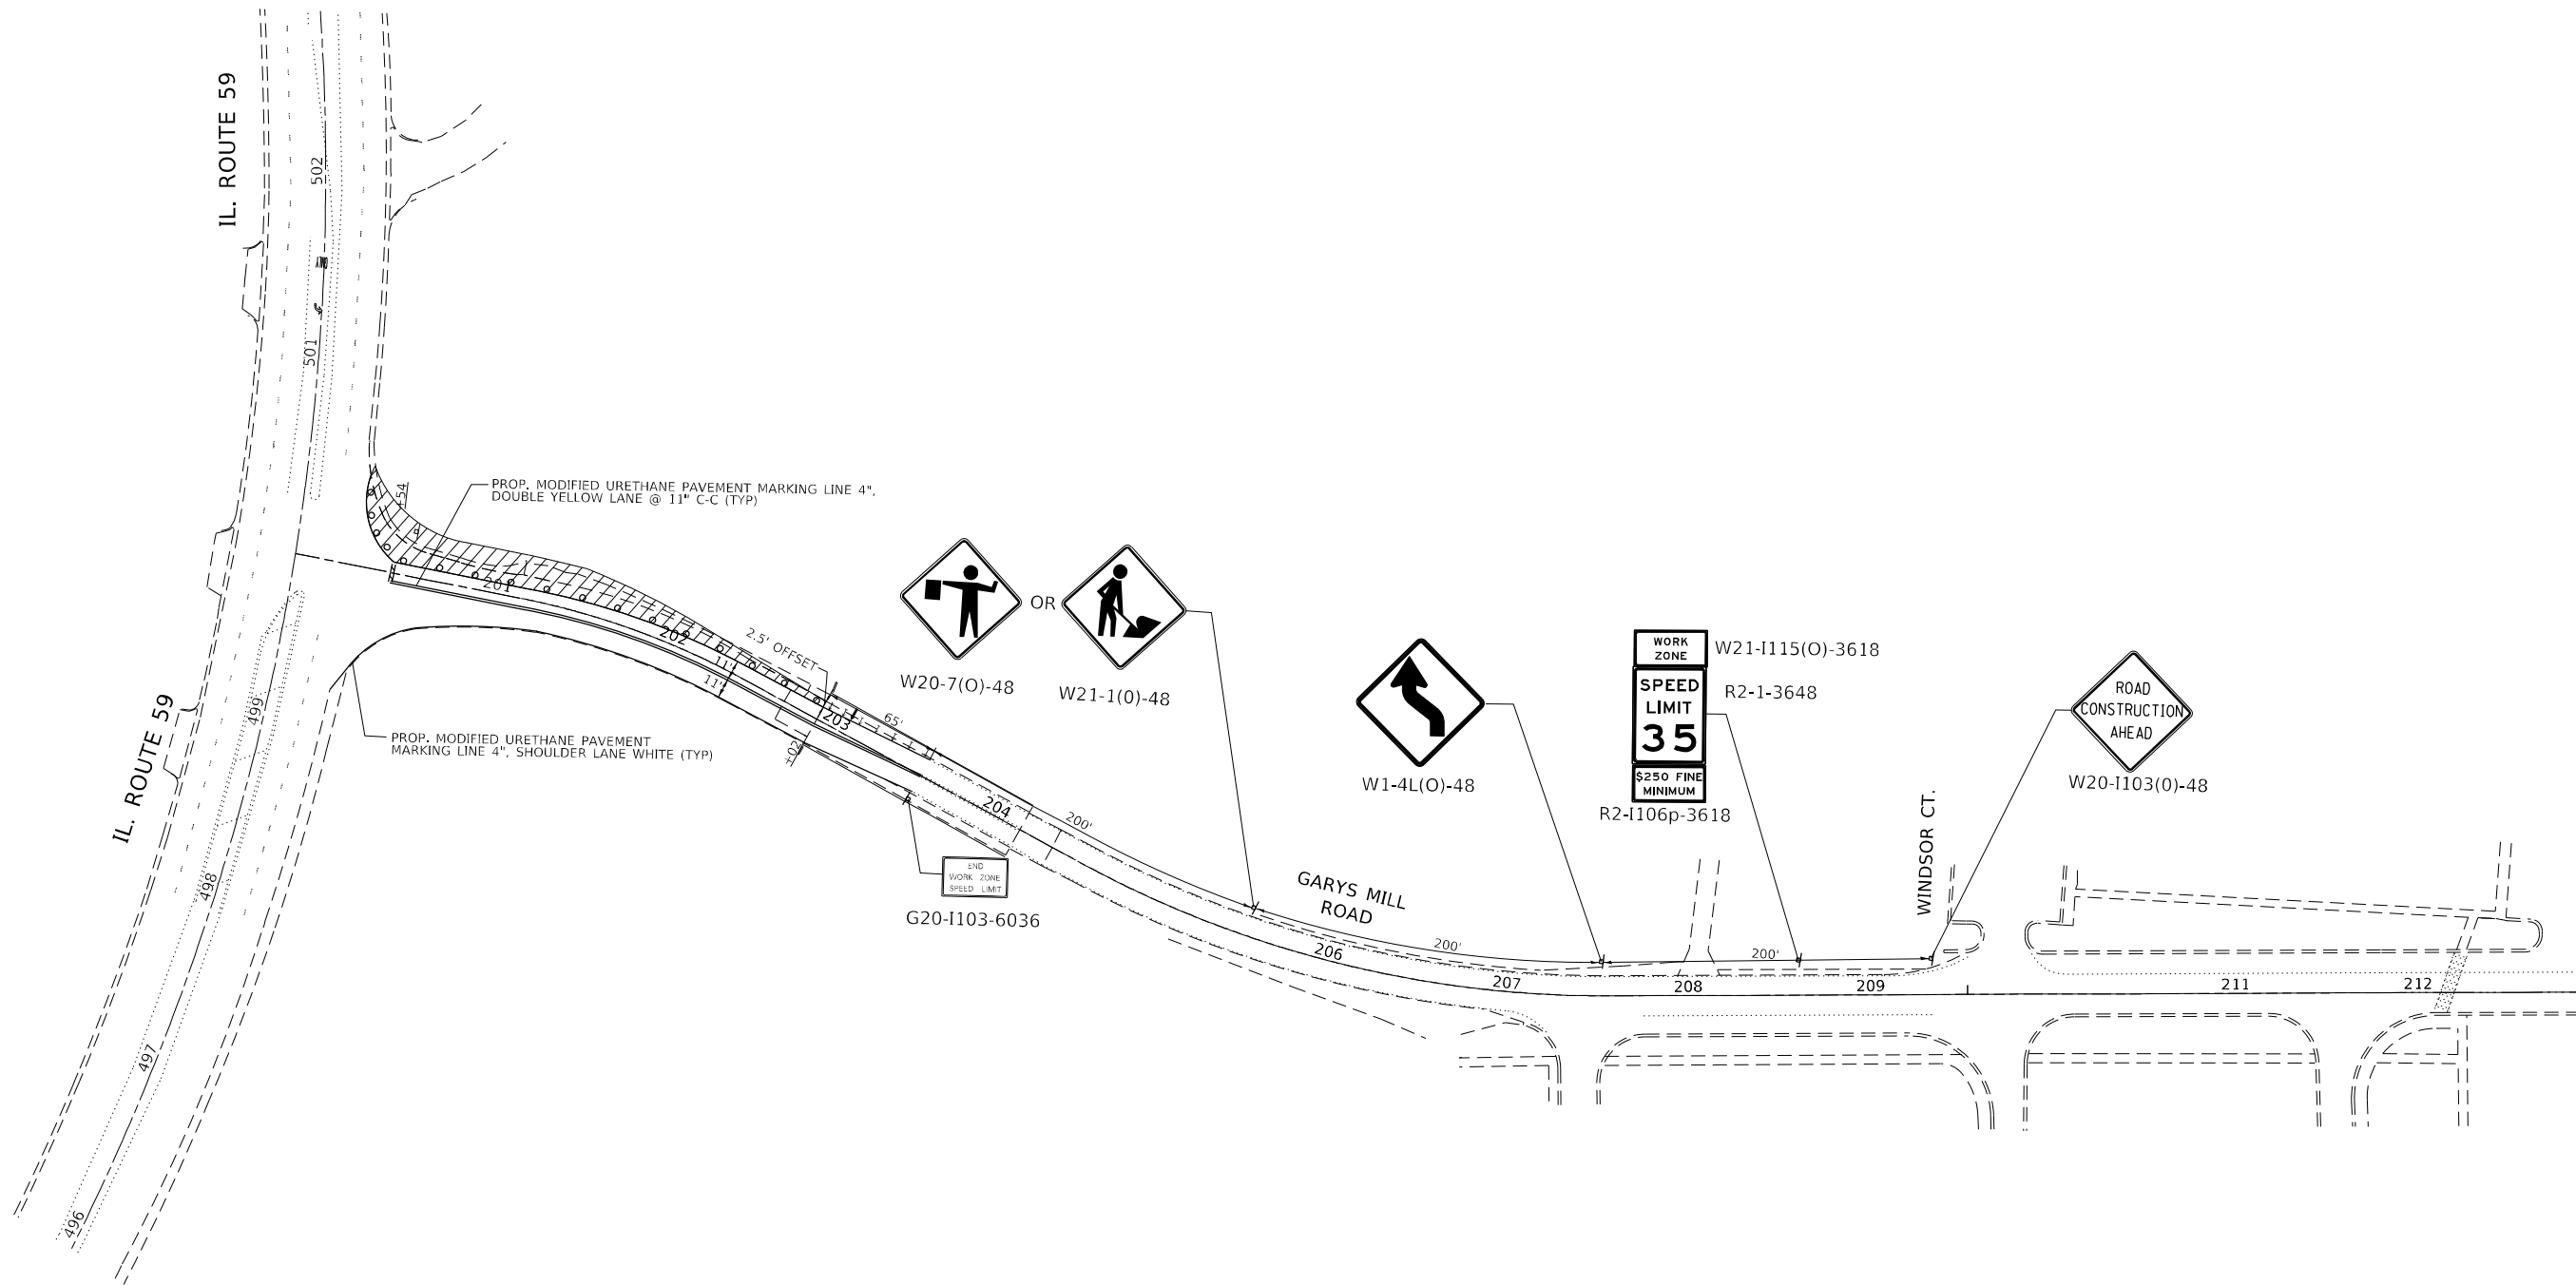 IL. ROUTE 59
502
501
+54
PROP. MODIFIED URETHANE PAVEMENT MARKING LINE 4",
DOUBLE YELLOW LANE @ 11" C-C (TYP)
201
202
2.5' OFFSET
11'
11'
203
65'
+02
204
200'
OR
W20-7(O)-48
W21-1(0)-48
WORK
ZONE
W21-I115(O)-3618
SPEED
LIMIT
35
R2-1-3648
$250 FINE
MINIMUM
R2-I106p-3618
W1-4L(O)-48
ROAD
CONSTRUCTION
AHEAD
W20-I103(0)-48
PROP. MODIFIED URETHANE PAVEMENT
MARKING LINE 4", SHOULDER LANE WHITE (TYP)
END
WORK ZONE
SPEED LIMIT
G20-I103-6036
GARYS MILL
ROAD
WINDSOR CT.
200'
200'
206
207
208
209
211
212
IL. ROUTE 59
499
498
497
496